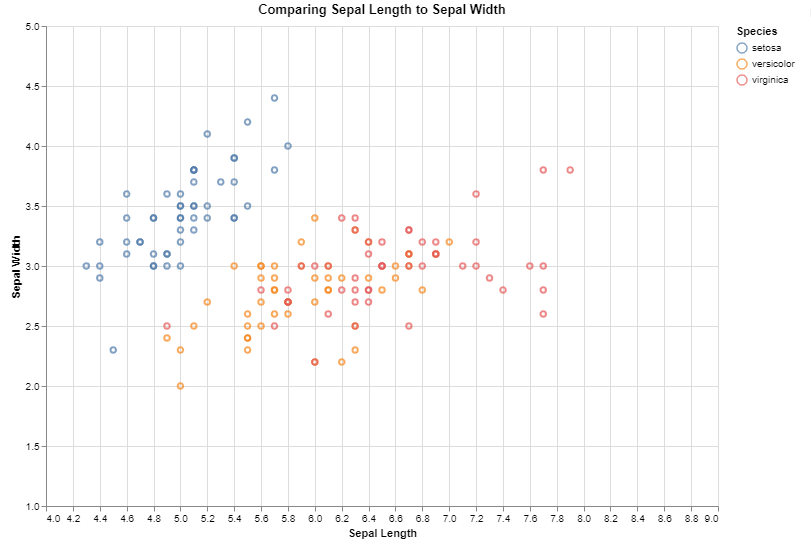 Comparing Sepal Length to Sepal Width
Species
setosa
versicolor
virginica
5.0
4.5
4.0
3.5
3.0
2.5
2.0
1.5
1.0
Sepal Width
4.0 4.2 4.4 4.6 4.8 5.0 5.2 5.4 5.6 5.8 6.0 6.2 6.4 6.6 6.8 7.0 7.2 7.4 7.6 7.8 8.0 8.2 8.4 8.6 8.8 9.0
Sepal Length